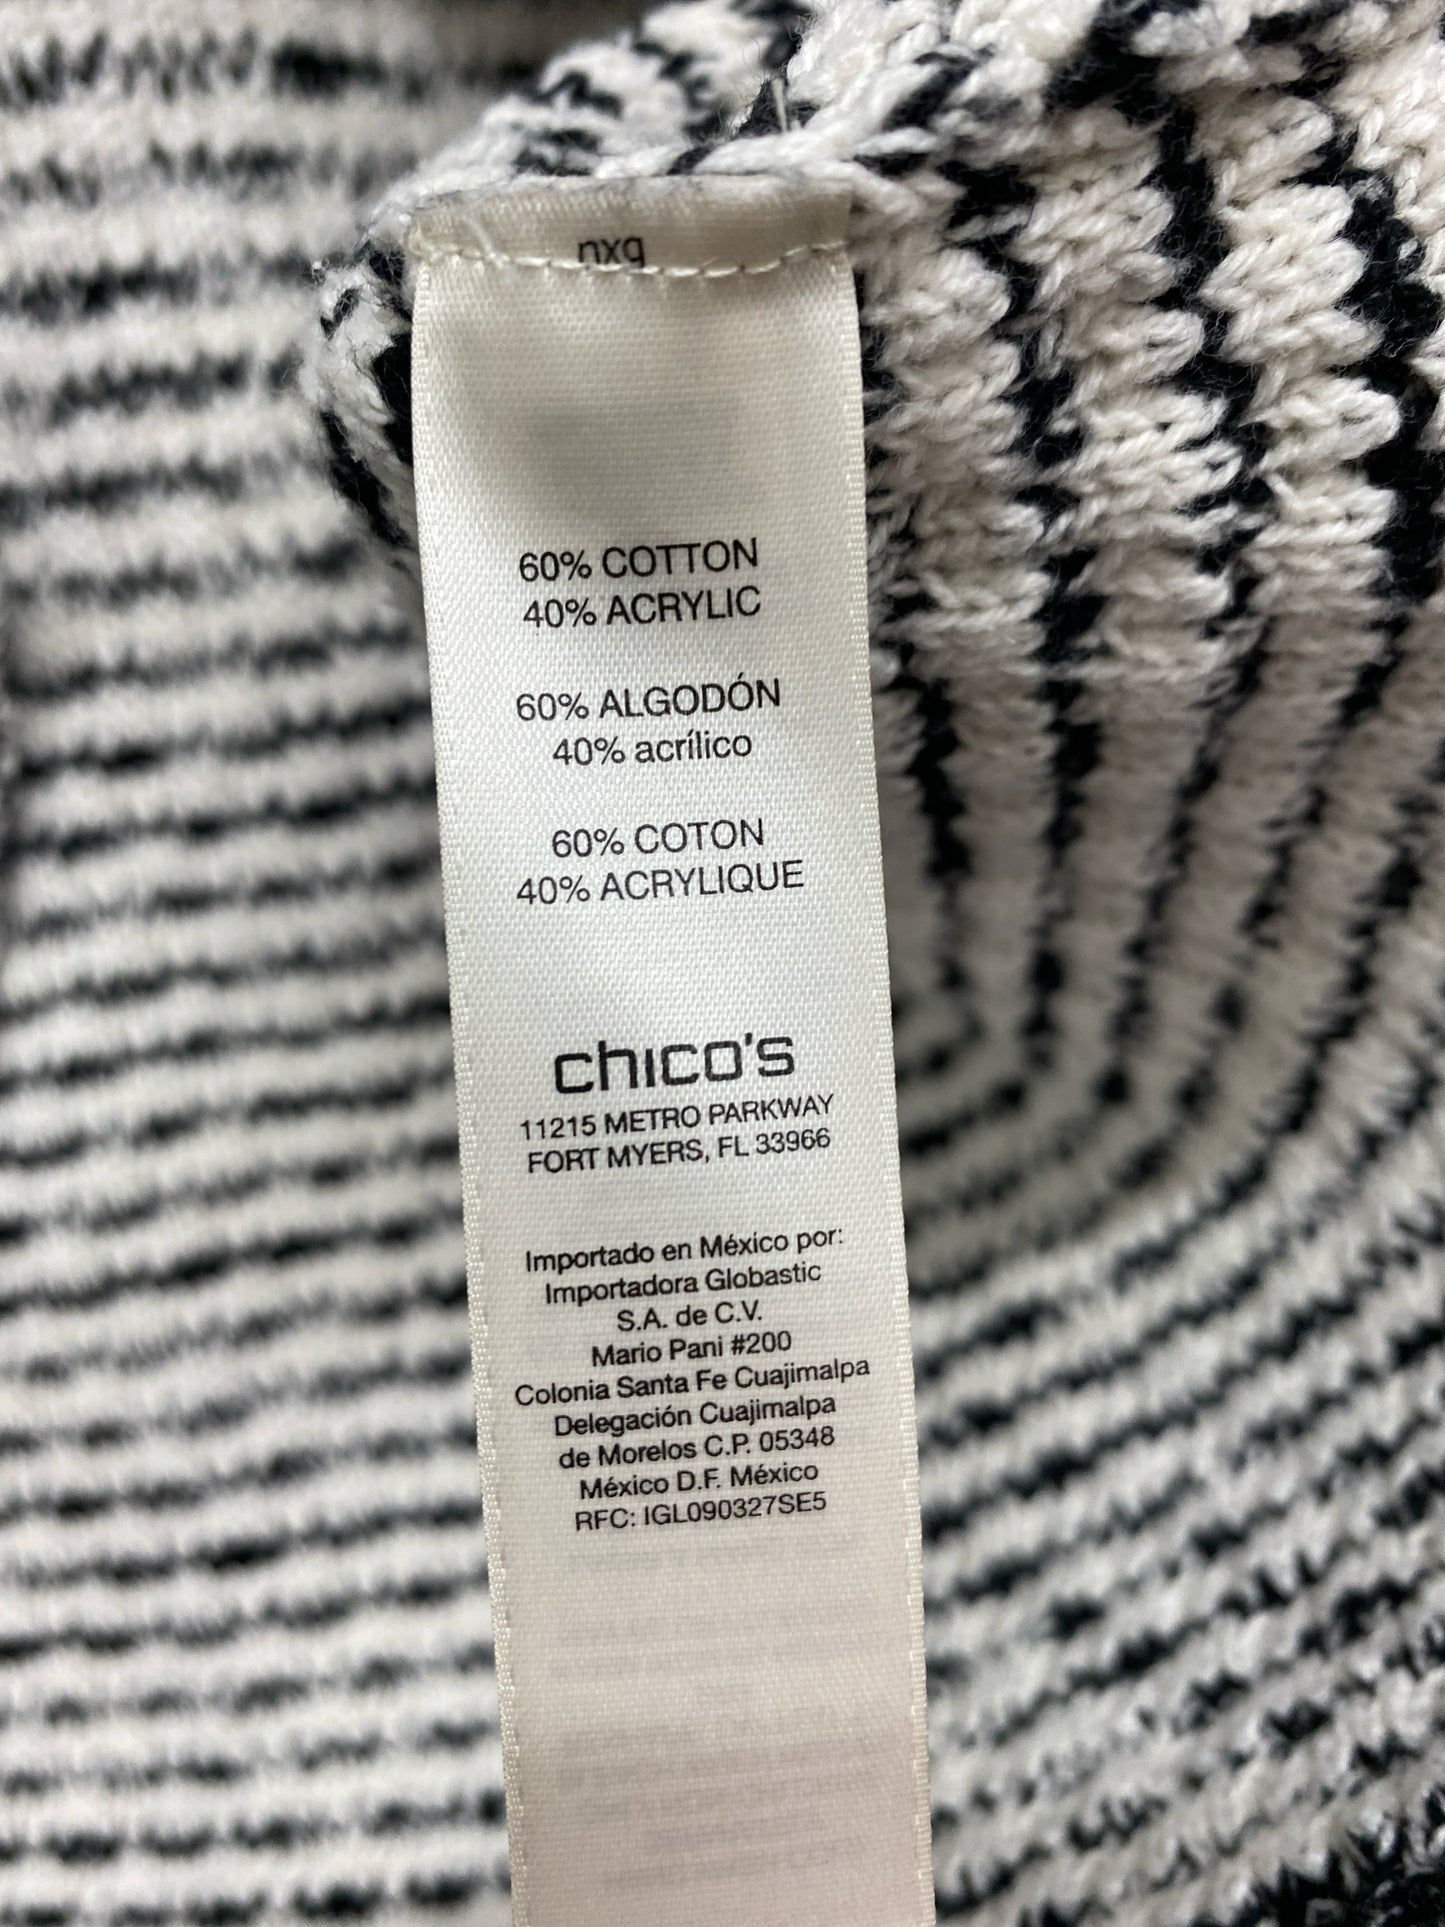 nxq
60% COTTON
40% ACRYLIC
60% ALGODÓN
40% acrílico
60% COTON
40% ACRYLIQUE
chico's
11215 METRO PARKWAY
FORT MYERS, FL 33966
Importado en México por:
Importadora Globastic
S.A. de C.V.
Mario Pani #200
Colonia Santa Fe Cuajimalpa
Delegación Cuajimalpa
de Morelos C.P. 05348
México D.F. México
RFC: IGL090327SE5